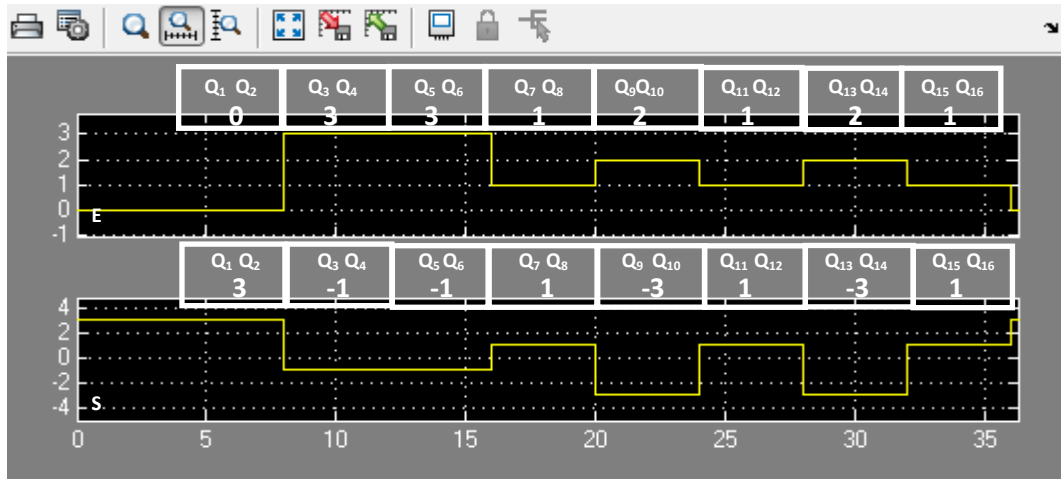 Q₁ Q₂ Q₃ Q₄ Q₅ Q₆ Q₇ Q₈ Q₉Q₁₀ Q₁₁ Q₁₂ Q₁₃ Q₁₄ Q₁₅ Q₁₆
0 3 3 1 2 1 2 1
3
2
1
0
-1
E
Q₁ Q₂ Q₃ Q₄ Q₅ Q₆ Q₇ Q₈ Q₉ Q₁₀ Q₁₁ Q₁₂ Q₁₃ Q₁₄ Q₁₅ Q₁₆
3 -1 -1 1 -3 1 -3 1
4
2
0
-2
-4
S
0 5 10 15 20 25 30 35